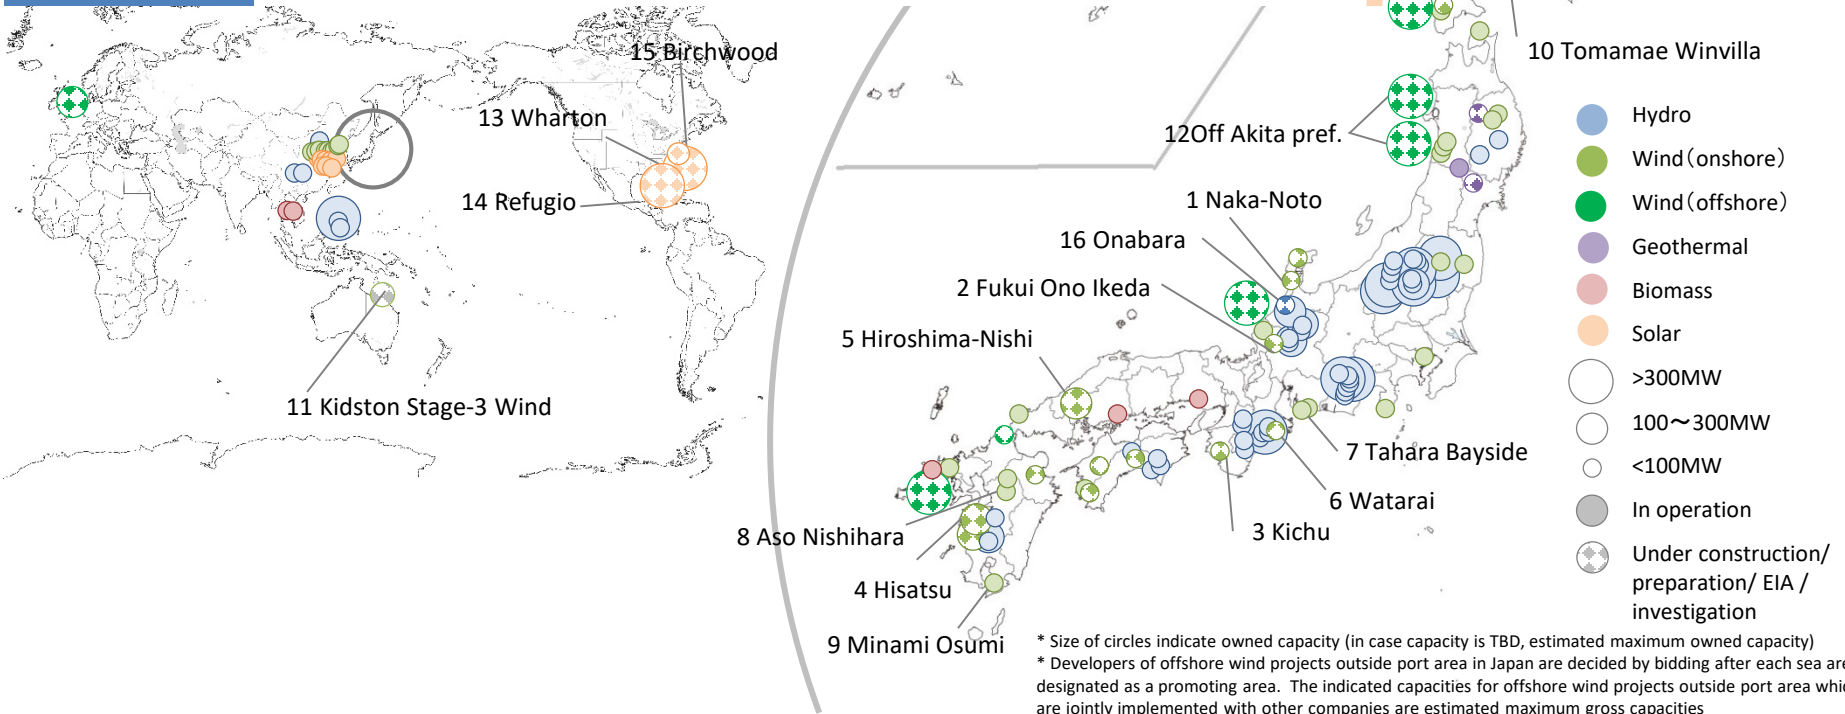 15 Birchwood
13 Wharton
14 Refugio
11 Kidston Stage-3 Wind
10 Tomamae Winvilla
12Off Akita pref.
1 Naka-Noto
16 Onabara
2 Fukui Ono Ikeda
5 Hiroshima-Nishi
7 Tahara Bayside
6 Watarai
3 Kichu
8 Aso Nishihara
4 Hisatsu
9 Minami Osumi
Hydro
Wind（onshore）
Wind（offshore）
Geothermal
Biomass
Solar
>300MW
100～300MW
<100MW
In operation
Under construction/
preparation/ EIA /
investigation
* Size of circles indicate owned capacity (in case capacity is TBD, estimated maximum owned capacity)
* Developers of offshore wind projects outside port area in Japan are decided by bidding after each sea
designated as a promoting area.  The indicated capacities for offshore wind projects outside port area
are jointly implemented with other companies are estimated maximum gross capacities